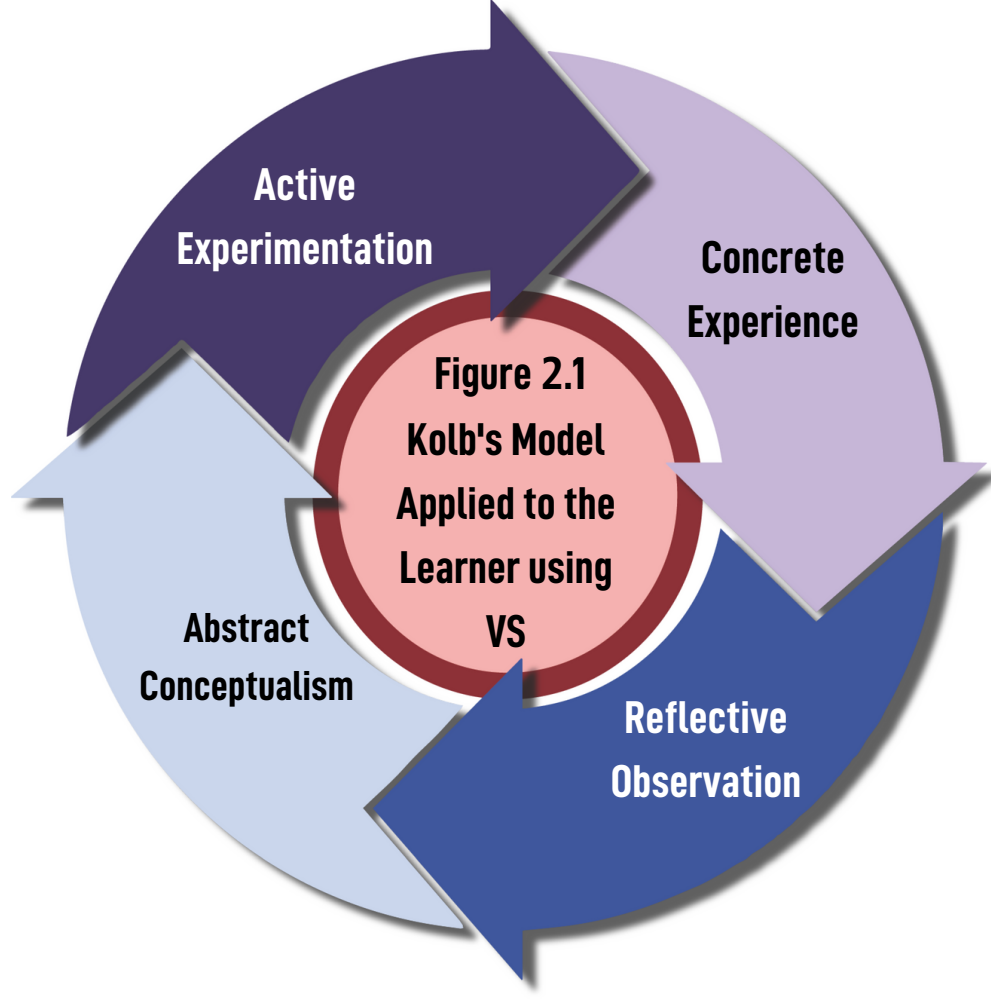 Active
Experimentation
Concrete
Experience
Figure 2.1
Kolb's Model
Applied to the
Learner using
VS
Abstract
Conceptualism
Reflective
Observation